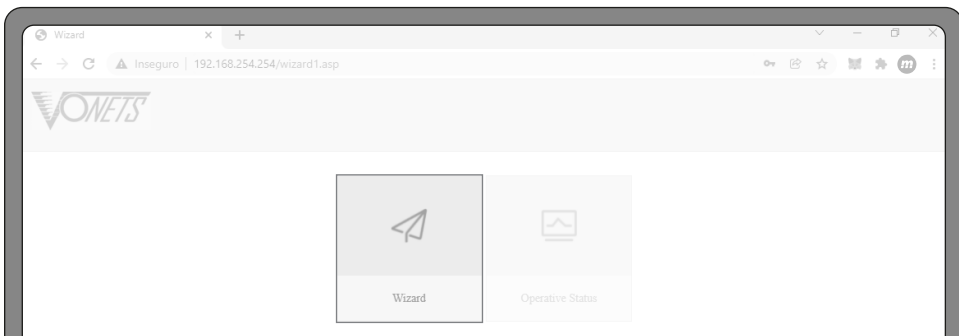 Wizard
Inseguro | 192.168.254.254/wizard1.asp
m
VONETS
Wizard
Operative Status